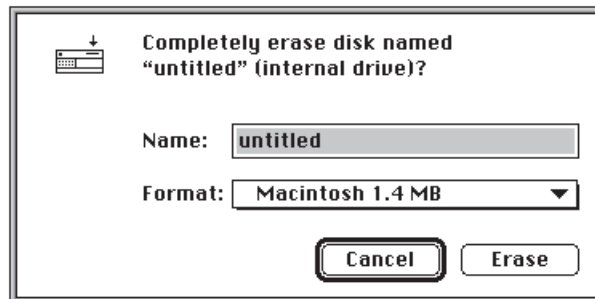 Completely erase disk named
“untitled” (internal drive)?
Name: untitled
Format: Macintosh 1.4 MB
Cancel Erase